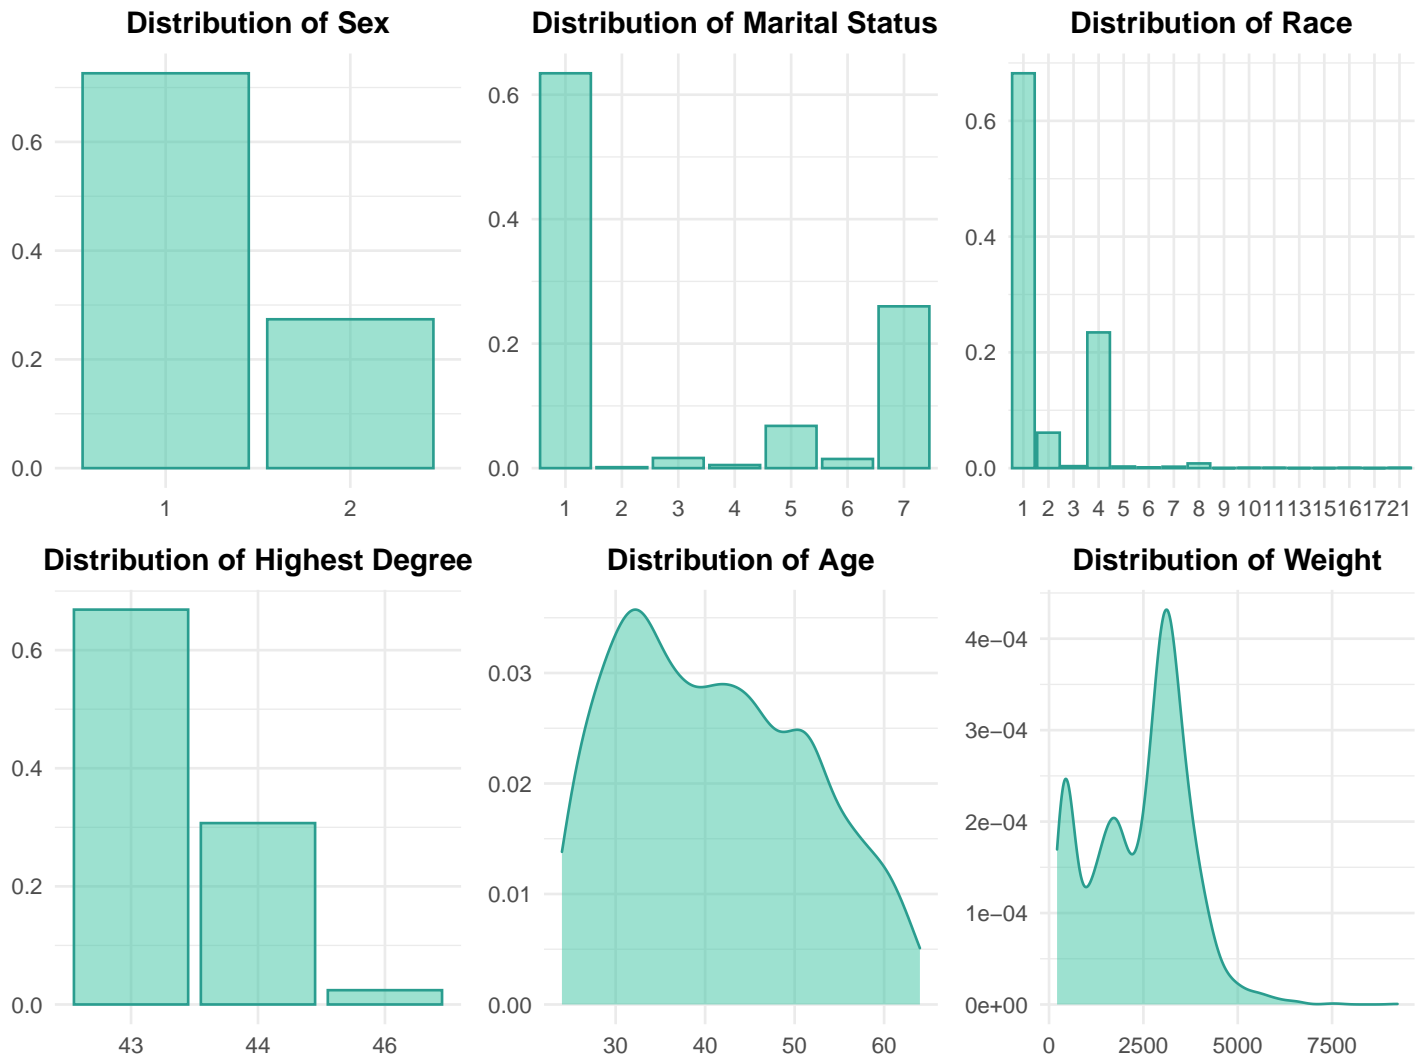 Distribution of Sex
0.6
0.4
0.2
0.0
1 2
Distribution of Marital Status
0.6
0.4
0.2
0.0
1 2 3 4 5 6 7
Distribution of Race
0.6
0.4
0.2
0.0
1 2 3 4 5 6 7 8 9 10 11 13 15 16 17 21
Distribution of Highest Degree
0.6
0.4
0.2
0.0
43 44 46
Distribution of Age
0.03
0.02
0.01
0.00
30 40 50 60
Distribution of Weight
4e−04
3e−04
2e−04
1e−04
0e+00
0 2500 5000 7500